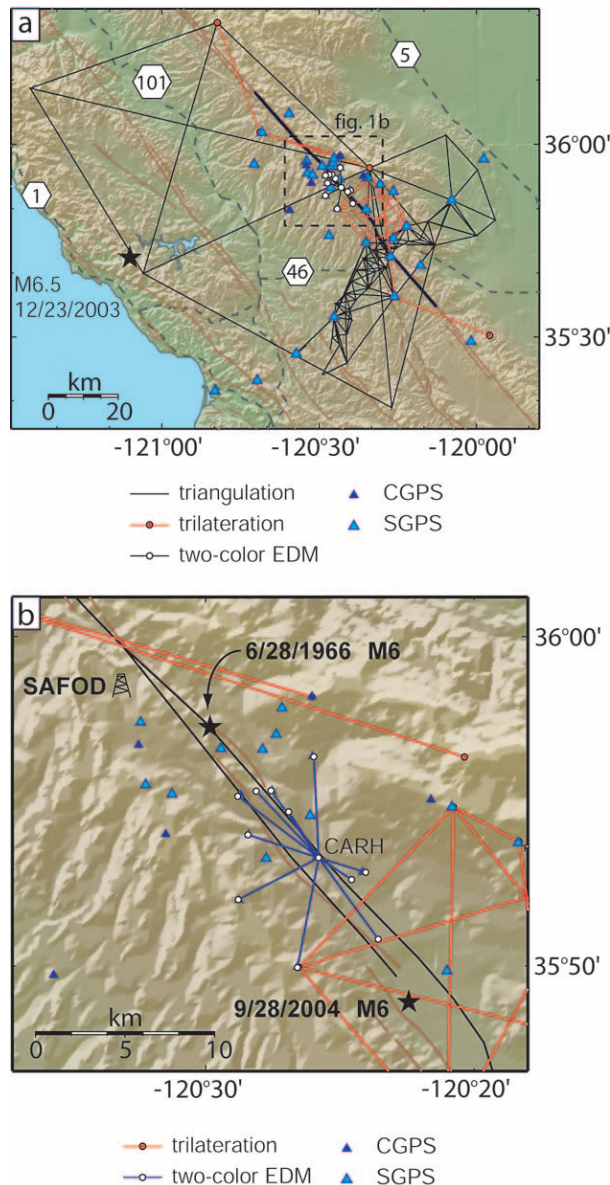 a
5
101
fig. 1b
36°00'
1
46
M6.5
12/23/2003
35°30'
km
0 20
-121°00' -120°30' -120°00'
triangulation CGPS
trilateration SGPS
two-color EDM
b
36°00'
6/28/1966 M6
SAFOD
CARH
35°50'
9/28/2004 M6
km
0 5 10
-120°30' -120°20'
trilateration CGPS
two-color EDM SGPS